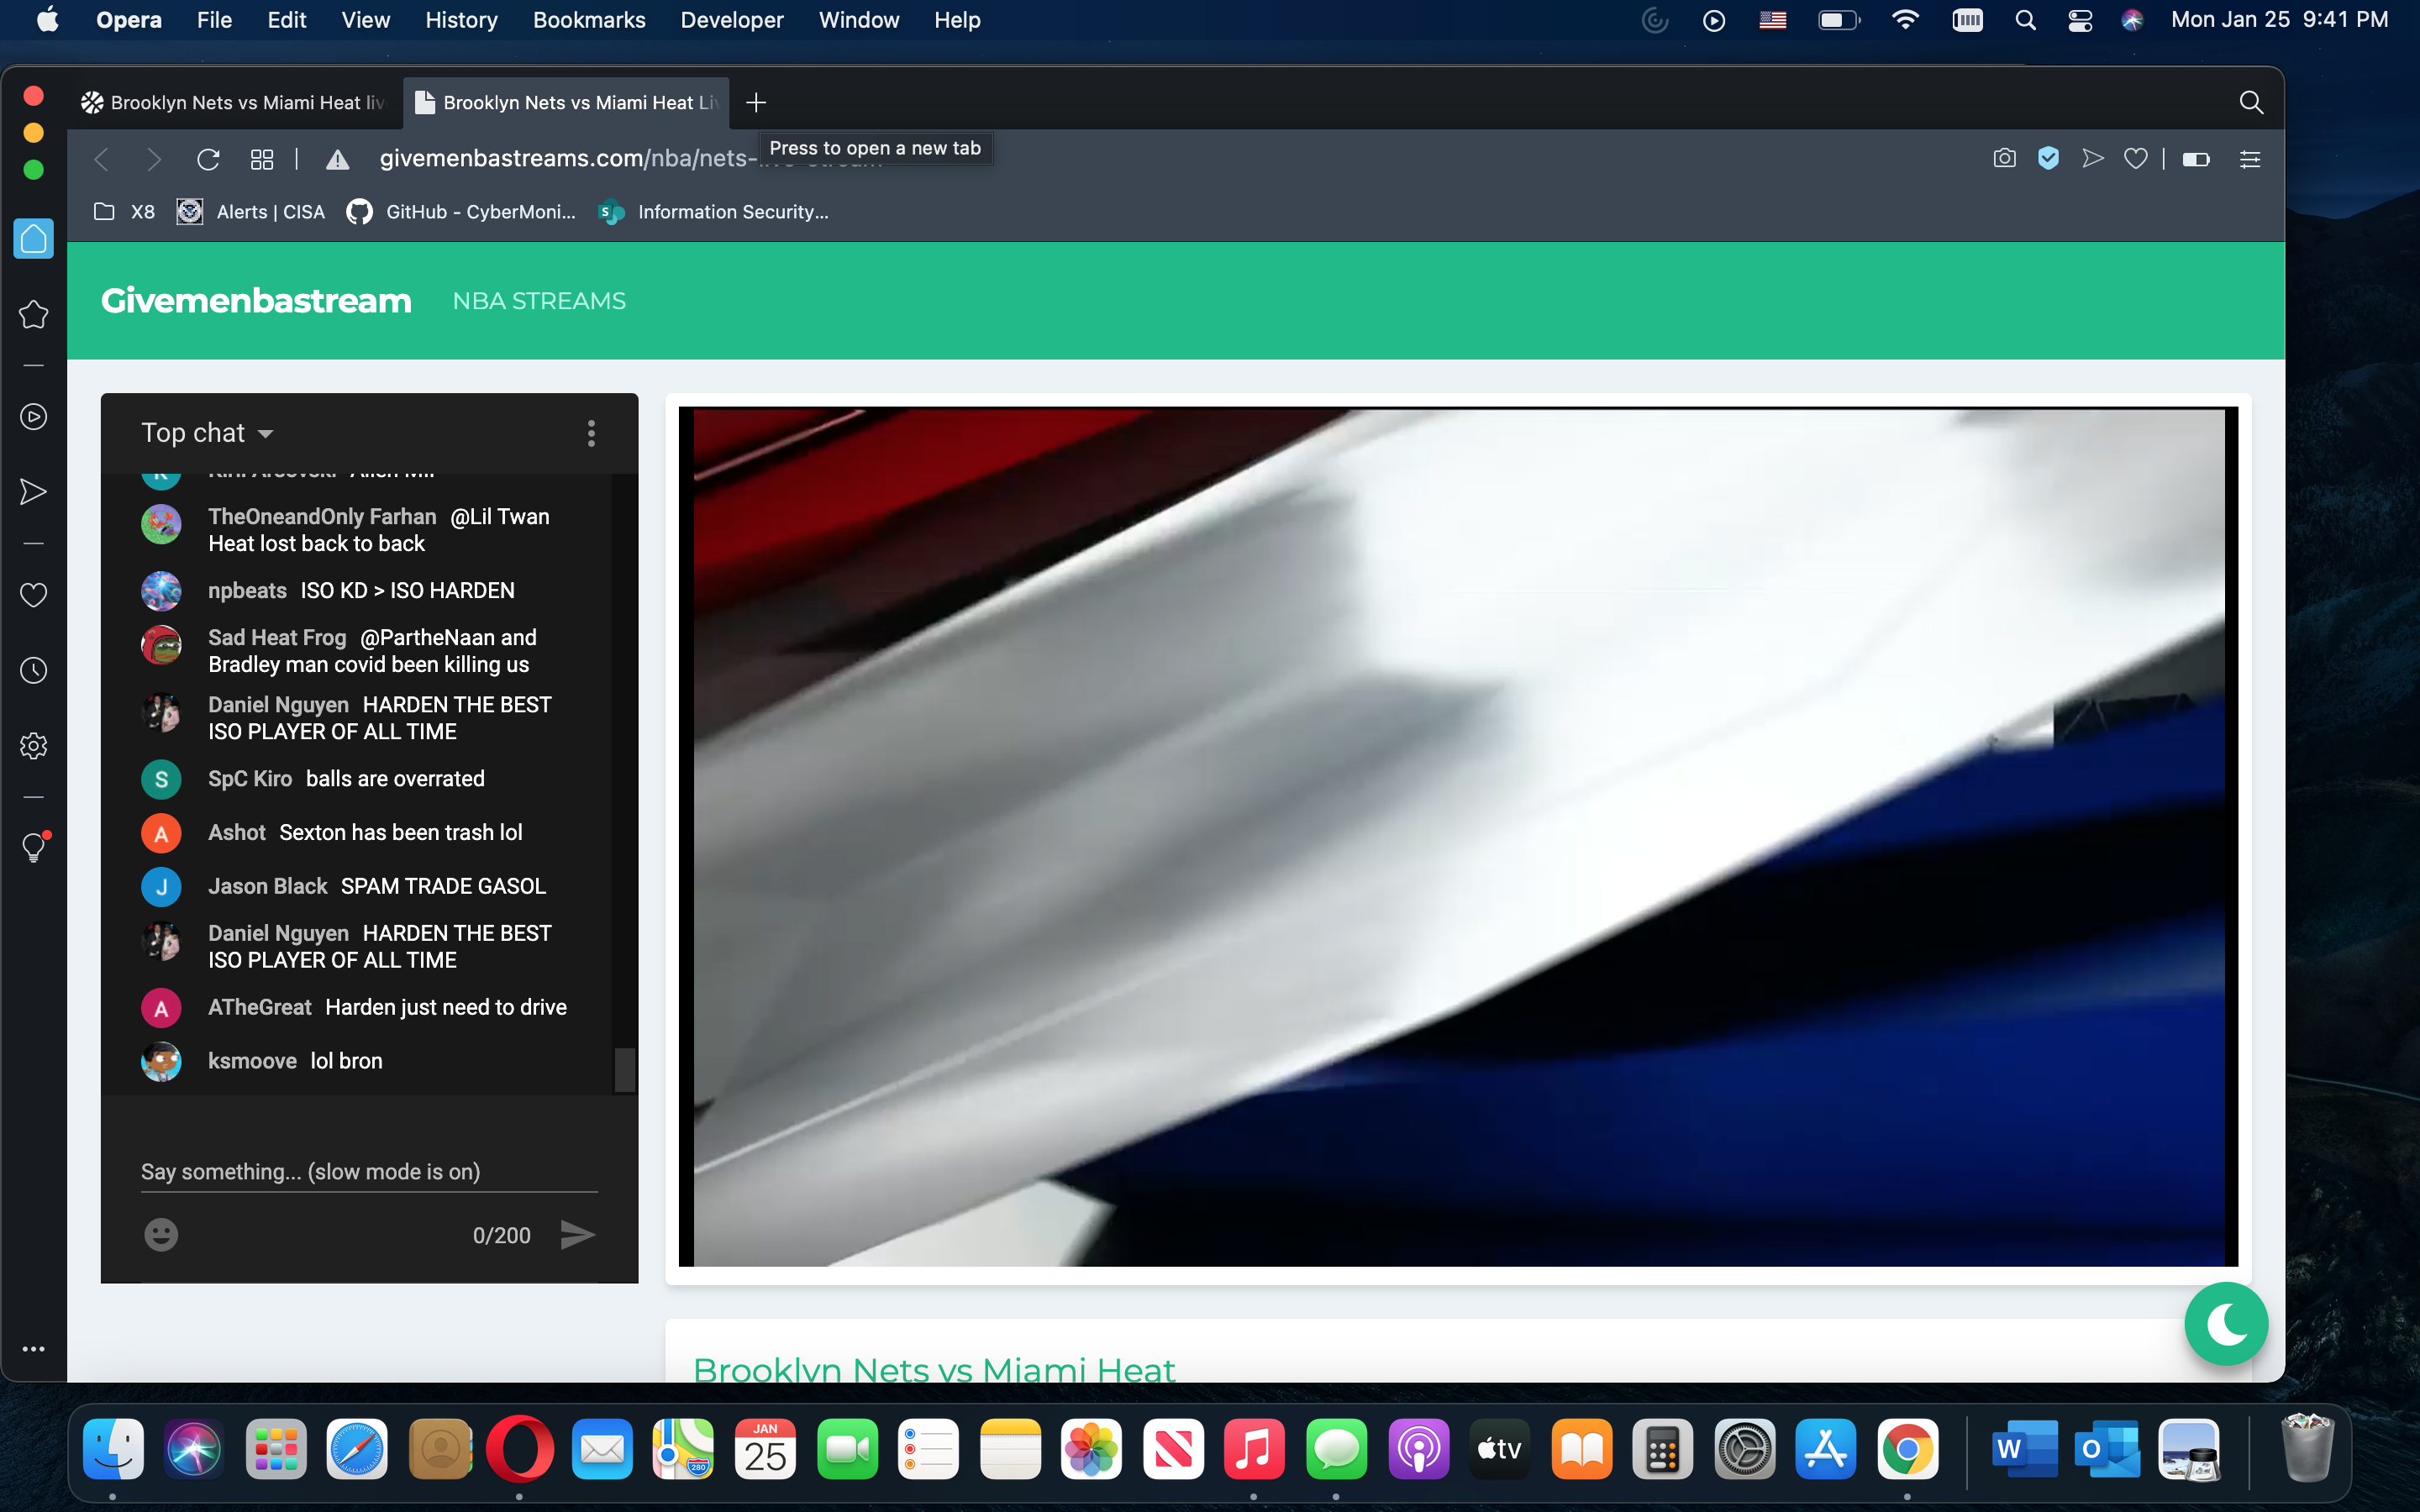 Opera File Edit View History Bookmarks Developer Window Help Mon Jan 25 9:41 PM
Brooklyn Nets vs Miami Heat liv Brooklyn Nets vs Miami Heat Li
Press to open a new tab
givemenbastreams.com/nba/nets-
X8 Alerts | CISA GitHub - CyberMoni... Information Security...
Givemenbastream NBA STREAMS
Top chat
TheOneandOnly Farhan @Lil Twan
Heat lost back to back
npbeats ISO KD > ISO HARDEN
Sad Heat Frog @PartheNaan and
Bradley man covid been killing us
Daniel Nguyen HARDEN THE BEST
ISO PLAYER OF ALL TIME
S SpC Kiro balls are overrated
A Ashot Sexton has been trash lol
J Jason Black SPAM TRADE GASOL
Daniel Nguyen HARDEN THE BEST
ISO PLAYER OF ALL TIME
A ATheGreat Harden just need to drive
ksmoove lol bron
Say something... (slow mode is on)
0/200
Brooklyn Nets vs Miami Heat
JAN
25
280
tv
W
O